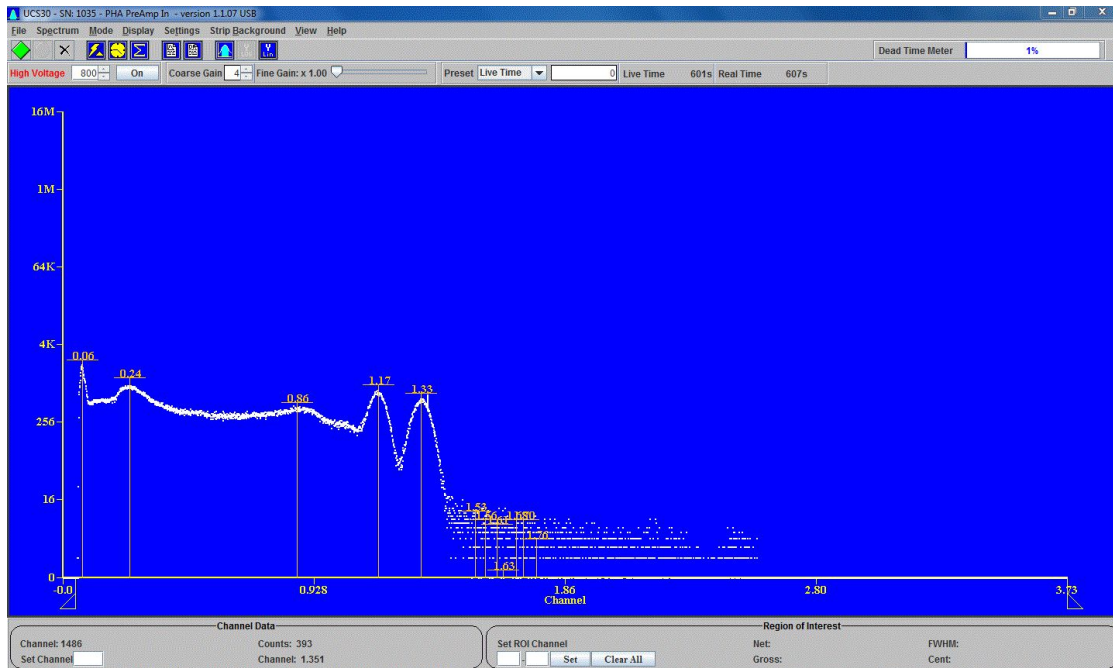 UCS30 - SN: 1035 - PHA PreAmp In - version 1.1.07 USB
File Spectrum Mode Display Settings Strip Background View Help
Dead Time Meter 1%
High Voltage 800 On Coarse Gain 4 Fine Gain: x 1.00 Preset Live Time 0 Live Time 601s Real Time 607s
16M
1M
64K
4K
0.06
0.24
1.17
1.33
0.86
256
16
1.53
1.56
1.76
1.63
0
-0.0 0.928 1.86 2.80 3.73
Channel
Channel Data
Channel: 1486 Counts: 393
Set Channel Channel: 1.351
Region of Interest
Set ROI Channel Net: FWHM:
- Set Clear All Gross: Cent: